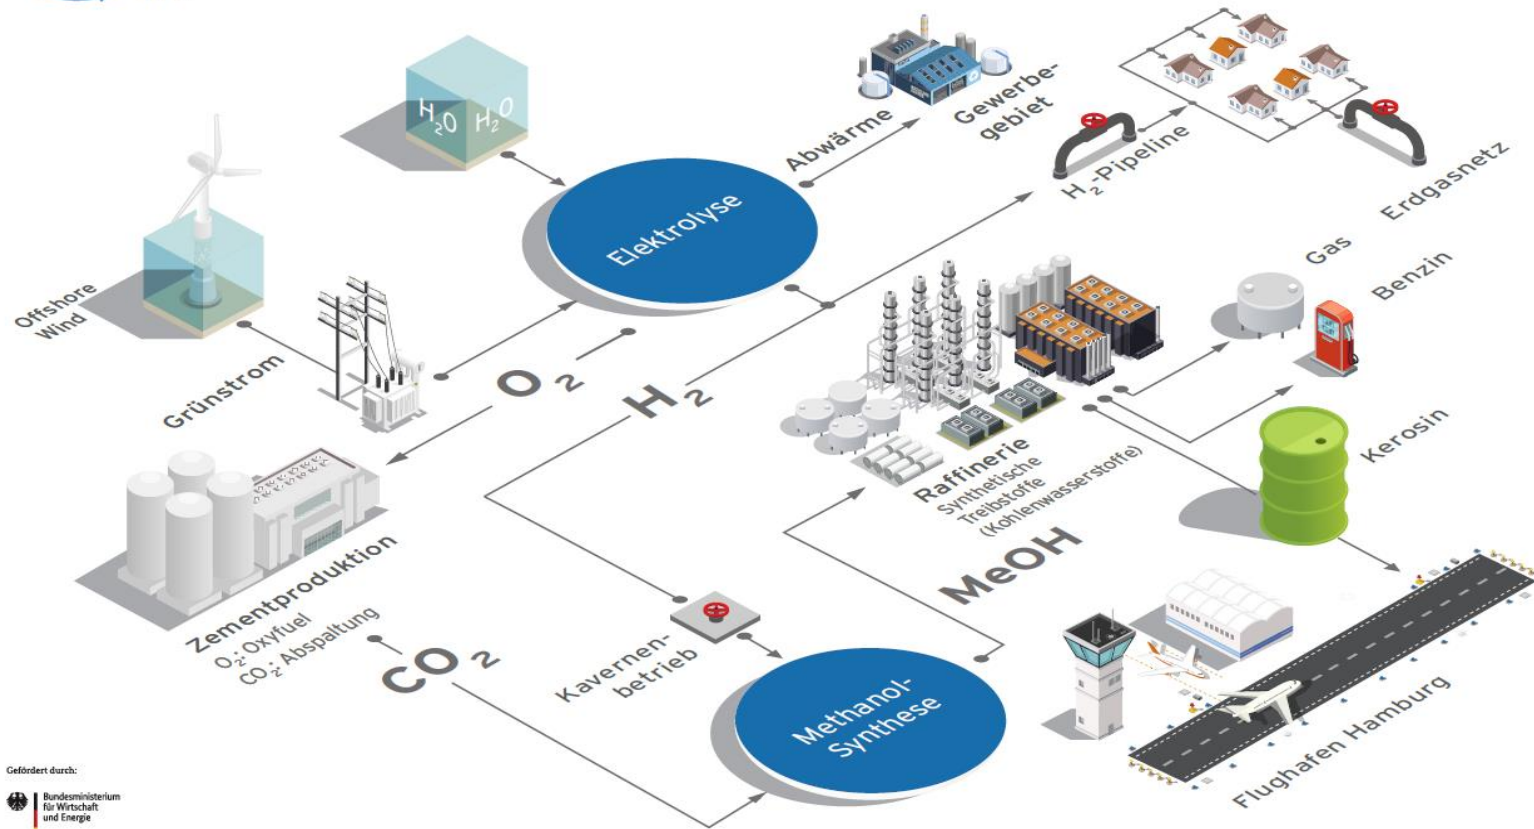 H₂O
H₂O
Elektrolyse
Abwärme
Gewerbe-
gebiet
H₂-Pipeline
Erdgasnetz
Offshore
Wind
Grünstrom
O₂
H₂
Gas
Benzin
Kerosin
Raffinerie
Synthetische
Treibstoffe
(Kohlenwasserstoffe)
MeOH
Zementproduktion
O₂: Oxyfuel
CO₂: Abspaltung
CO₂
Kavernen-
betrieb
Methanol-
Synthese
Flughafen Hamburg
Gefördert durch:
Bundesministerium
für Wirtschaft
und Energie